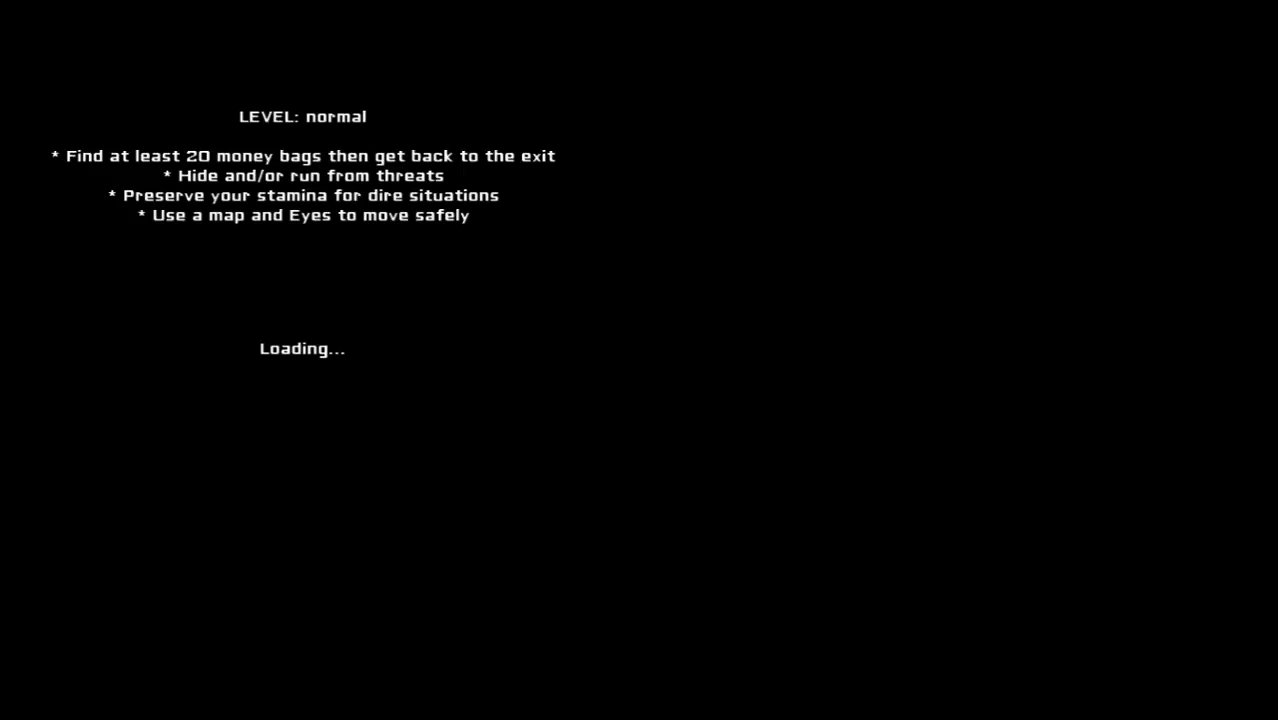 LEVEL: normal
* Find at least 20 money bags then get back to the exit
* Hide and/or run from threats
* Preserve your stamina for dire situations
* Use a map and Eyes to move safely
Loading...